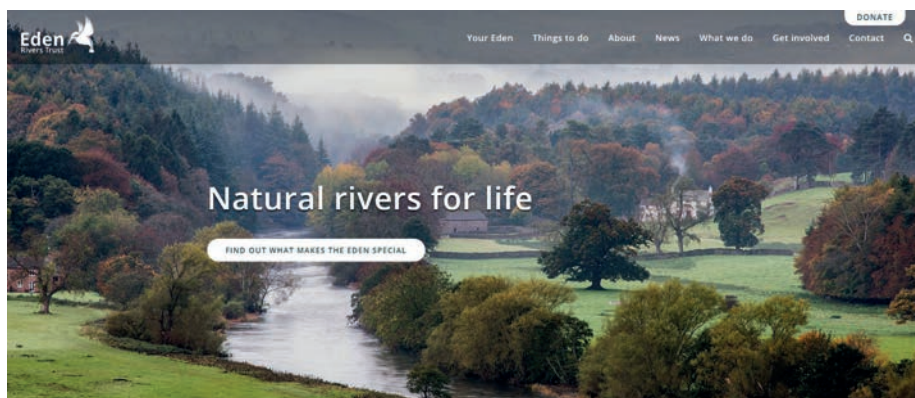 DONATE
Eden
Rivers Trust
Your Eden Things to do About News What we do Get involved Contact
Natural rivers for life
FIND OUT WHAT MAKES THE EDEN SPECIAL